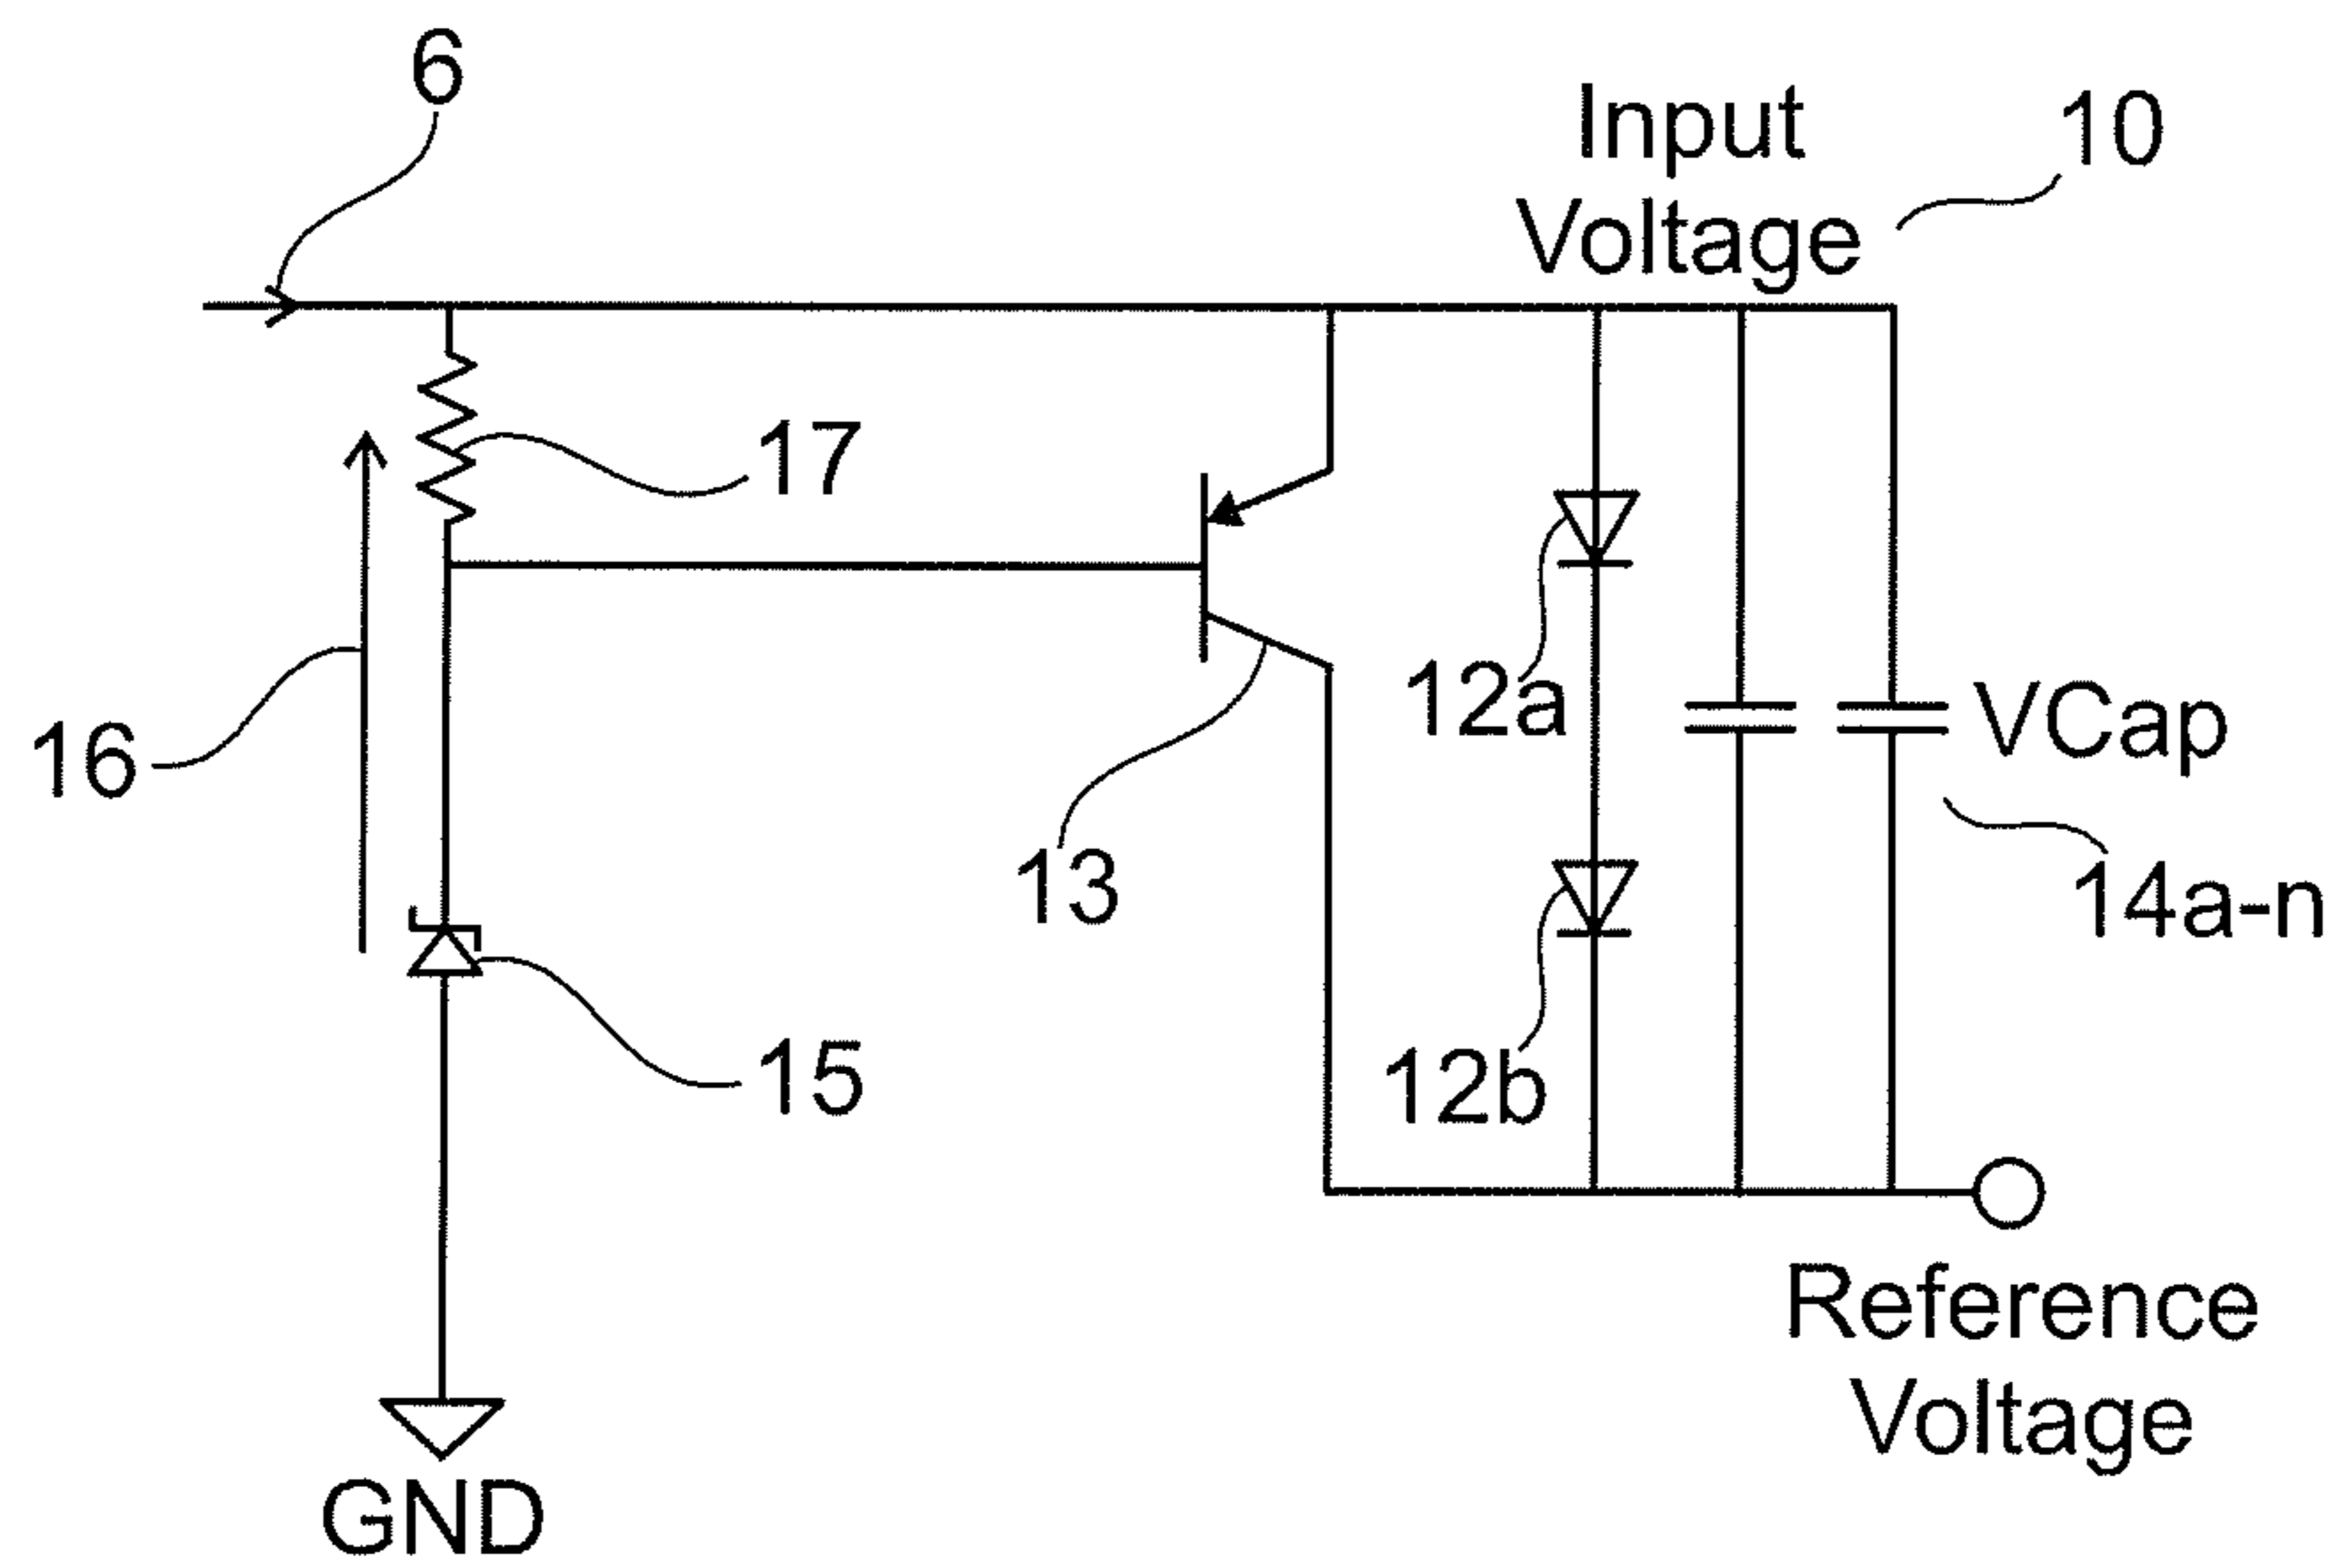 6
Input
Voltage
10
17
12a
VCap
16
13
14a-n
15
12b
Reference
Voltage
GND